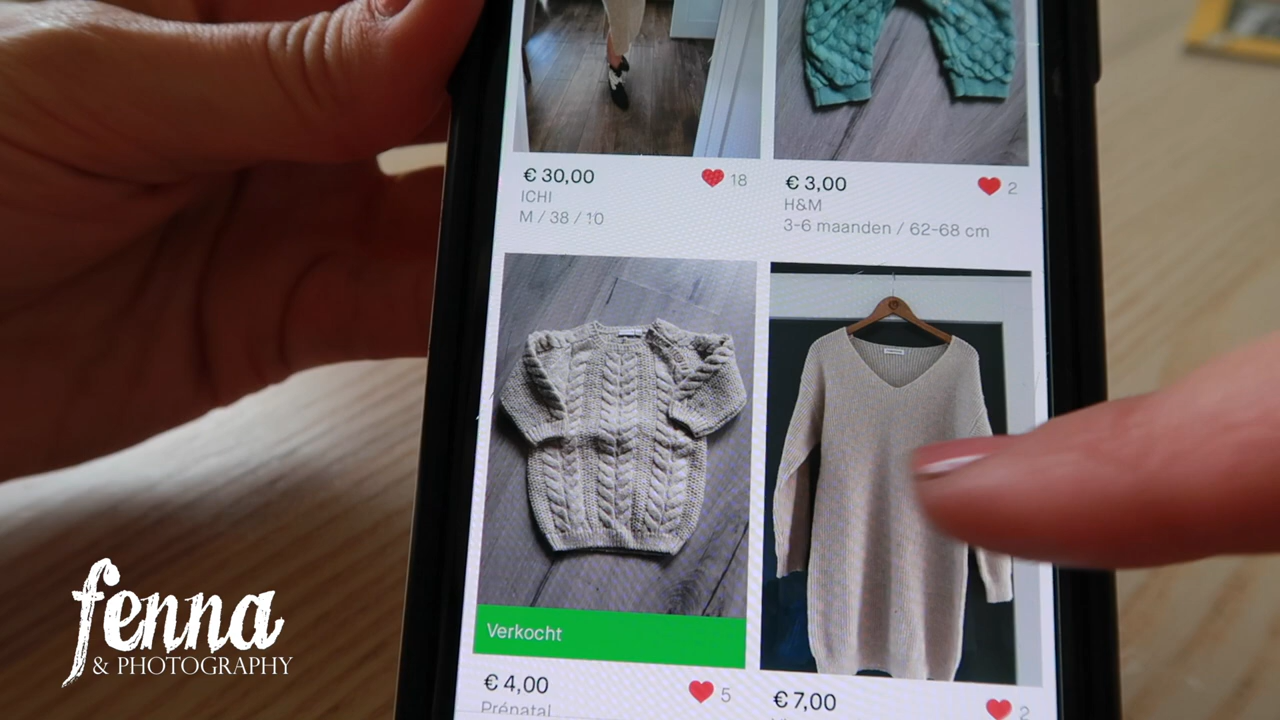 € 30,00
18
ICHI
M / 38 / 10
€ 3,00
2
H&M
3-6 maanden / 62-68 cm
Verkocht
€ 4,00
5
Prénatal
€ 7,00
2
fenna
& PHOTOGRAPHY